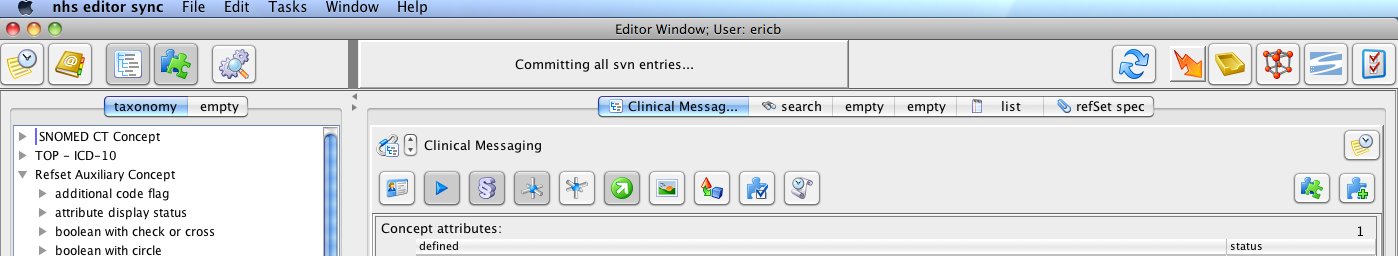 nhs editor sync File Edit Tasks Window Help
Editor Window; User: ericb
Committing all svn entries...
taxonomy empty
Clinical Messag... search empty empty list refSet spec
SNOMED CT Concept
TOP - ICD-10
Refset Auxiliary Concept
additional code flag
attribute display status
boolean with check or cross
boolean with circle
Clinical Messaging
Concept attributes: 1
defined status